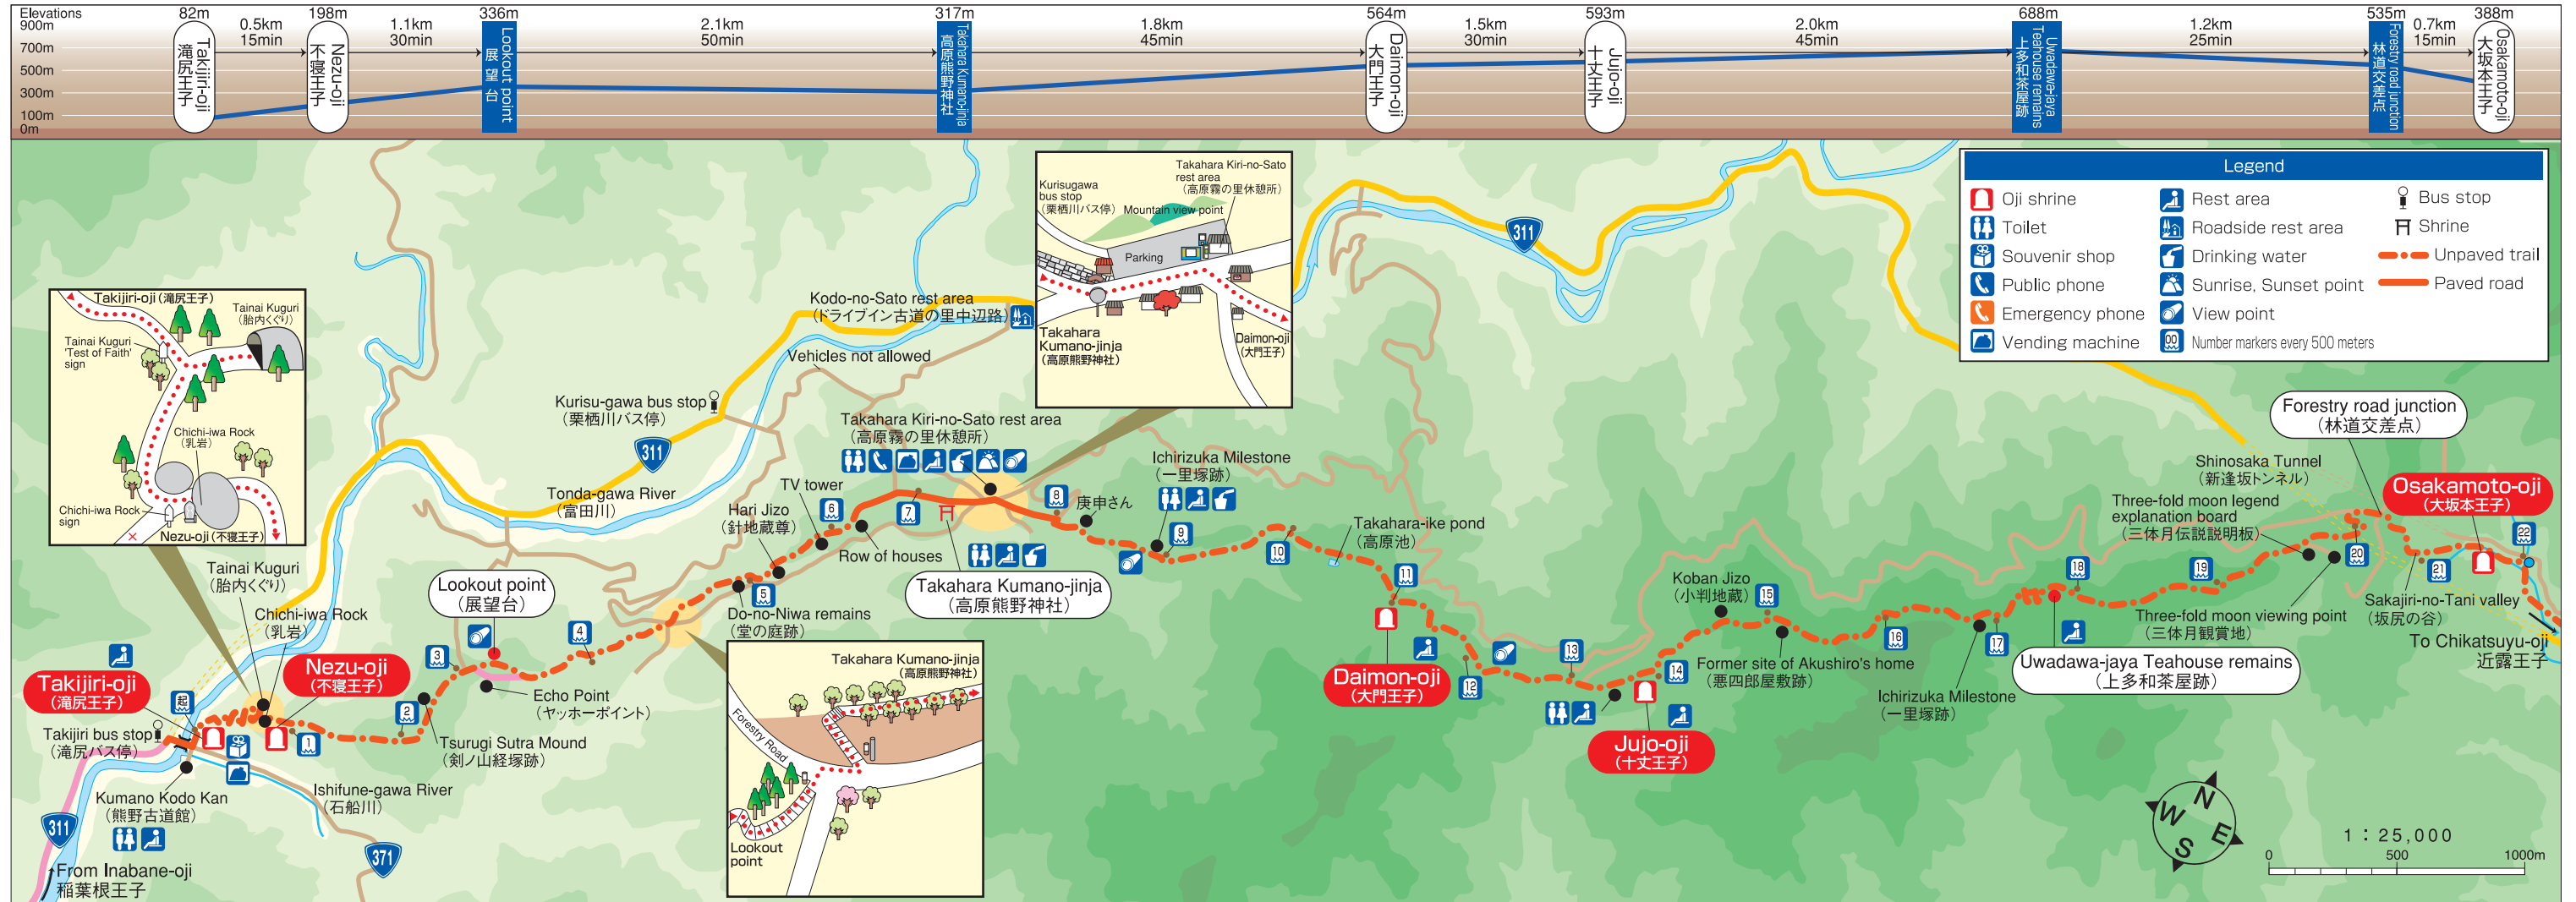 Elevations
900m
700m
500m
300m
100m
0m
82m
Takijiri-oji
滝尻王子
0.5km
15min
198m
Nezu-oji
不寝王子
1.1km
30min
336m
Lookout point
展望台
2.1km
50min
317m
Takahara Kumano-jinja
高原熊野神社
1.8km
45min
564m
Daimon-oji
大門王子
1.5km
30min
593m
Jujo-oji
十丈王子
2.0km
45min
688m
Uwadawa-jaya
Teahouse remains
上多和茶屋跡
1.2km
25min
535m
Forestry road junction
林道交差点
0.7km
15min
388m
Osakamoto-oji
大坂本王子
Legend
Oji shrine
Toilet
Souvenir shop
Public phone
Emergency phone
Vending machine
Rest area
Roadside rest area
Drinking water
Sunrise, Sunset point
View point
00
Number markers every 500 meters
Bus stop
Shrine
Unpaved trail
Paved road
Takijiri-oji(滝尻王子)
Tainai Kuguri
(胎内くぐり)
Tainai Kuguri
'Test of Faith'
sign
Chichi-iwa Rock
(乳岩)
Chichi-iwa Rock
sign
Nezu-oji(不寝王子)
Takahara Kiri-no-Sato
rest area
(高原霧の里休憩所)
Kurisugawa
bus stop
(栗栖川バス停)
Mountain view point
Parking
Takahara
Kumano-jinja
(高原熊野神社)
Daimon-oji
(大門王子)
311
Kodo-no-Sato rest area
(ドライブイン古道の里中辺路)
Vehicles not allowed
Kurisu-gawa bus stop
(栗栖川バス停)
311
Tonda-gawa River
(富田川)
Takahara Kiri-no-Sato rest area
(高原霧の里休憩所)
TV tower
Hari Jizo
(針地蔵尊)
6
7
8
庚申さん
Row of houses
Takahara Kumano-jinja
(高原熊野神社)
Ichirizuka Milestone
(一里塚跡)
9
10
Takahara-ike pond
(高原池)
11
Daimon-oji
(大門王子)
12
13
14
Jujo-oji
(十丈王子)
Koban Jizo
(小判地蔵)
15
Former site of Akushiro's home
(悪四郎屋敷跡)
16
Ichirizuka Milestone
(一里塚跡)
17
18
Uwadawa-jaya Teahouse remains
(上多和茶屋跡)
19
Three-fold moon legend
explanation board
(三体月伝説説明板)
Three-fold moon viewing point
(三体月観賞地)
Shinosaka Tunnel
(新逢坂トンネル)
Forestry road junction
(林道交差点)
20
21
Sakajiri-no-Tani valley
(坂尻の谷)
Osakamoto-oji
(大坂本王子)
22
To Chikatsuyu-oji
近露王子
Tainai Kuguri
(胎内くぐり)
Chichi-iwa Rock
(乳岩)
Nezu-oji
(不寝王子)
Takijiri-oji
(滝尻王子)
起
Takijiri bus stop
(滝尻バス停)
1
2
3
4
5
Lookout point
(展望台)
Echo Point
(ヤッホーポイント)
Do-no-Niwa remains
(堂の庭跡)
Tsurugi Sutra Mound
(剣ノ山経塚跡)
Ishifune-gawa River
(石船川)
Kumano Kodo Kan
(熊野古道館)
311
371
From Inabane-oji
稲葉根王子
Takahara Kumano-jinja
(高原熊野神社)
Forestry Road
Lookout
point
N
E
S
W
1 : 25,000
0
500
1000m